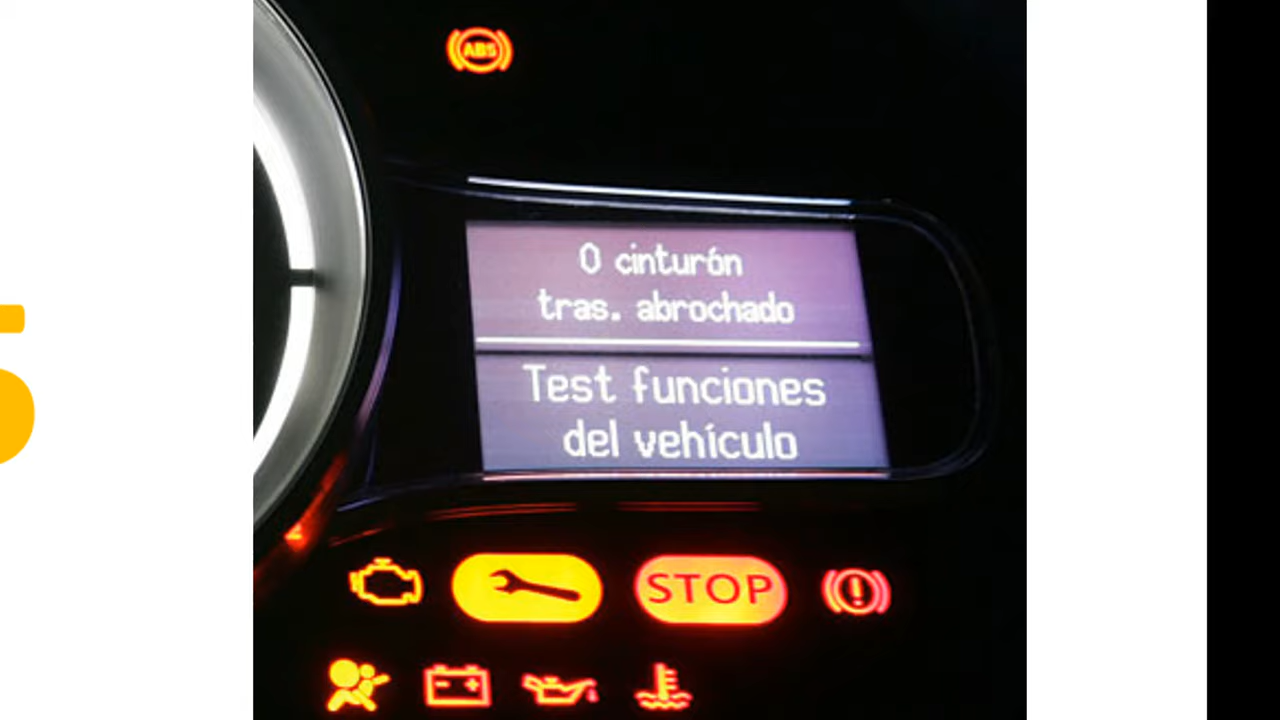 ABS
0 cinturón
tras. abrochado
Test funciones
del vehículo
STOP